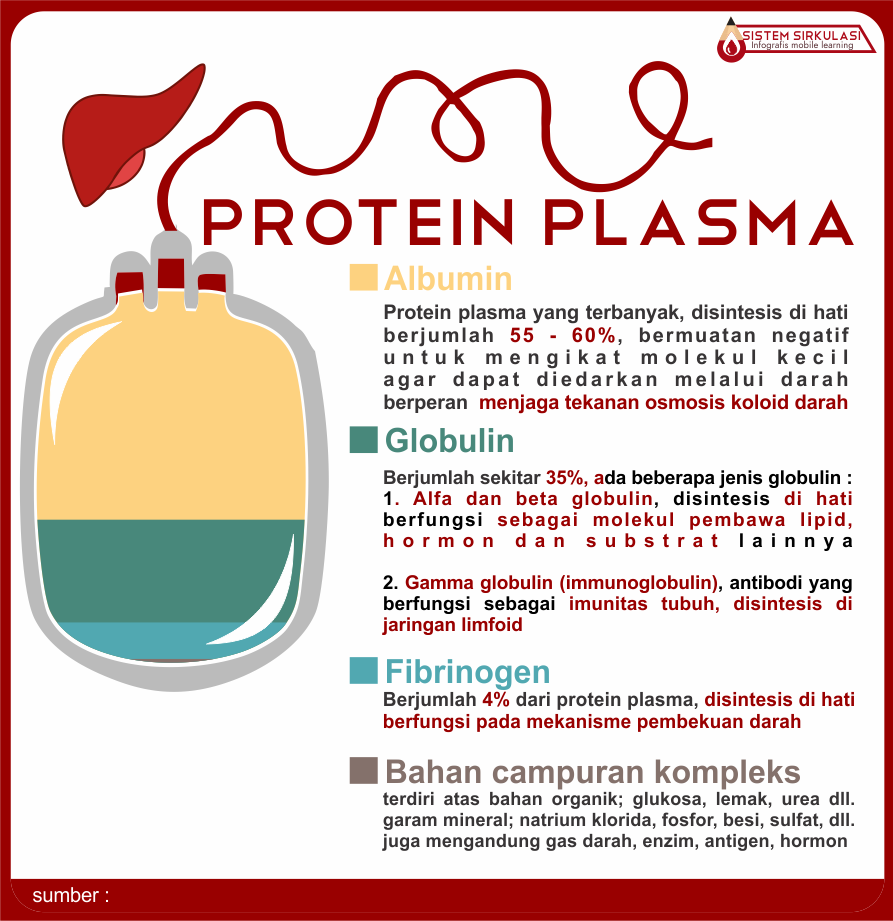 SISTEM SIRKULASI
Infografis mobile learning
PROTEIN PLASMA
Albumin
Protein plasma yang terbanyak, disintesis di hati
berjumlah 55 - 60%, bermuatan negatif
untuk mengikat molekul kecil
agar dapat diedarkan melalui darah
berperan menjaga tekanan osmosis koloid darah
Globulin
Berjumlah sekitar 35%, ada beberapa jenis globulin :
1. Alfa dan beta globulin, disintesis di hati
berfungsi sebagai molekul pembawa lipid,
hormon dan substrat lainnya
2. Gamma globulin (immunoglobulin), antibodi yang
berfungsi sebagai imunitas tubuh, disintesis di
jaringan limfoid
Fibrinogen
Berjumlah 4% dari protein plasma, disintesis di hati
berfungsi pada mekanisme pembekuan darah
Bahan campuran kompleks
terdiri atas bahan organik; glukosa, lemak, urea dll.
garam mineral; natrium klorida, fosfor, besi, sulfat, dll.
juga mengandung gas darah, enzim, antigen, hormon
sumber :